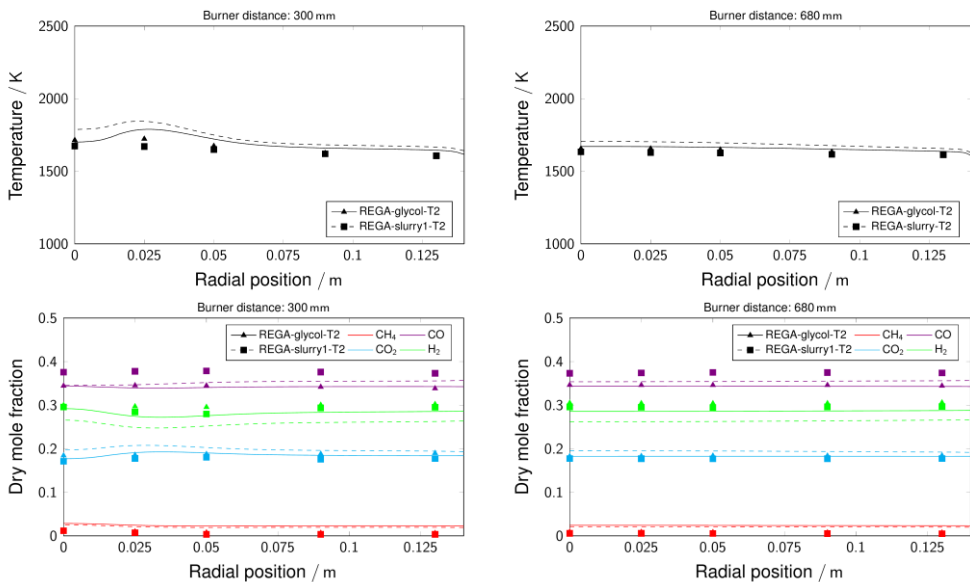 Burner distance: 300 mm
2500
2000
1500
1000
Temperature / K
REGA-glycol-T2
REGA-slurry1-T2
0 0.025 0.05 0.075 0.1 0.125
Radial position / m
Burner distance: 680 mm
2500
2000
1500
1000
Temperature / K
REGA-glycol-T2
REGA-slurry-T2
0 0.025 0.05 0.075 0.1 0.125
Radial position / m
Burner distance: 300 mm
0.5
0.4
0.3
0.2
0.1
0
Dry mole fraction
REGA-glycol-T2 CH₄ CO
REGA-slurry1-T2 CO₂ H₂
0 0.025 0.05 0.075 0.1 0.125
Radial position / m
Burner distance: 680 mm
0.5
0.4
0.3
0.2
0.1
0
Dry mole fraction
REGA-glycol-T2 CH₄ CO
REGA-slurry1-T2 CO₂ H₂
0 0.025 0.05 0.075 0.1 0.125
Radial position / m